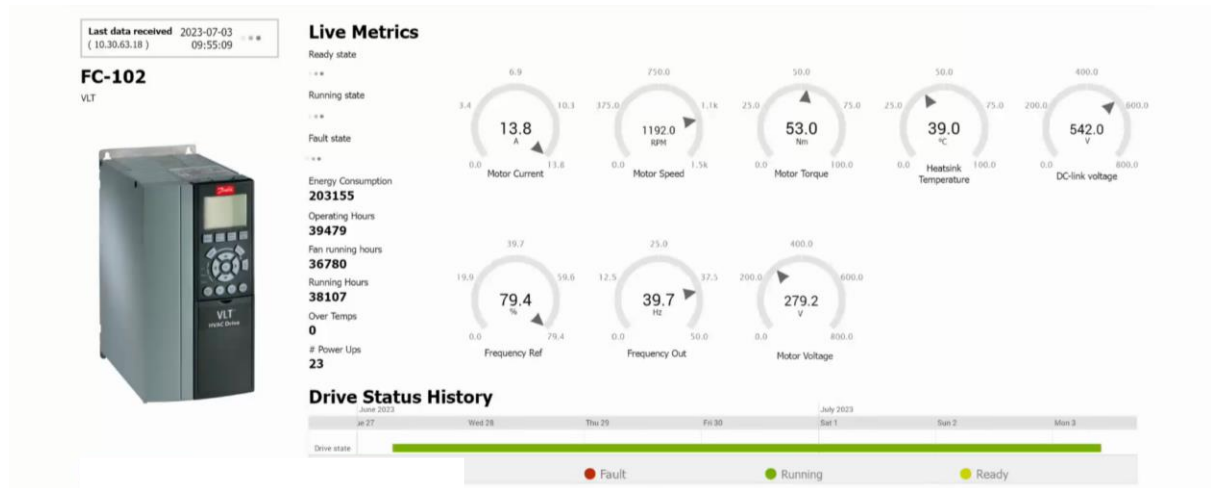 Last data received 2023-07-03
( 10.30.63.18 ) 09:55:09
FC-102
VLT
Danfoss
VLT
HVAC Drive
Live Metrics
Ready state
Running state
Fault state
Energy Consumption
203155
Operating Hours
39479
Fan running hours
36780
Running Hours
38107
Over Temps
0
# Power Ups
23
6.9
3.4 10.3
13.8
A
0.0 13.8
Motor Current
750.0
375.0 1.1k
1192.0
RPM
0.0 1.5k
Motor Speed
50.0
25.0 75.0
53.0
Nm
0.0 100.0
Motor Torque
50.0
25.0 75.0
39.0
°C
0.0 100.0
Heatsink
Temperature
400.0
200.0 600.0
542.0
V
0.0 800.0
DC-link voltage
39.7
19.9 59.6
79.4
%
0.0 79.4
Frequency Ref
25.0
12.5 37.5
39.7
Hz
0.0 50.0
Frequency Out
400.0
200.0 600.0
279.2
V
0.0 800.0
Motor Voltage
Drive Status History
June 2023 July 2023
ue 27 Wed 28 Thu 29 Fri 30 Sat 1 Sun 2 Mon 3
Drive state
Fault Running Ready